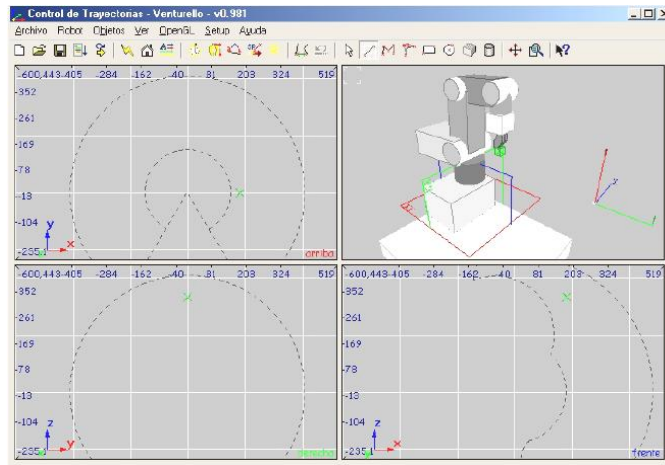 Control de Trayectorias - Venturello - v0.981
Archivo Robot Objetos Ver OpenGL Setup Ayuda
-600,443-405 -284 -162 -40 81 203 324 519
352
261
169
-78
-13
-104
-235
y
x
arriba
-600,443-405 -284 -162 -40 81 203 324 519
352
261
169
-78
-13
-104
-235
z
y
derecho
-600,443-405 -284 -162 -40 81 203 324 519
352
261
169
-78
-13
-104
-235
z
x
frente